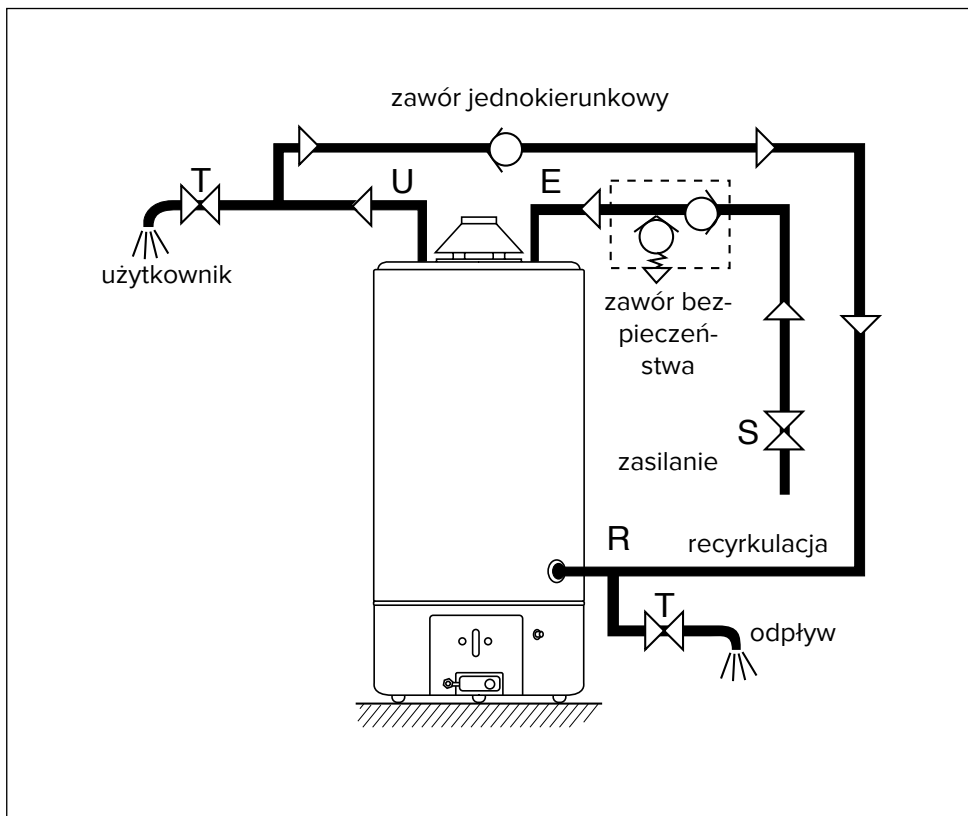 zawór jednokierunkowy
T
U
E
użytkownik
zawór bez-
pieczeń-
stwa
S
zasilanie
R
recyrkulacja
T
odpływ